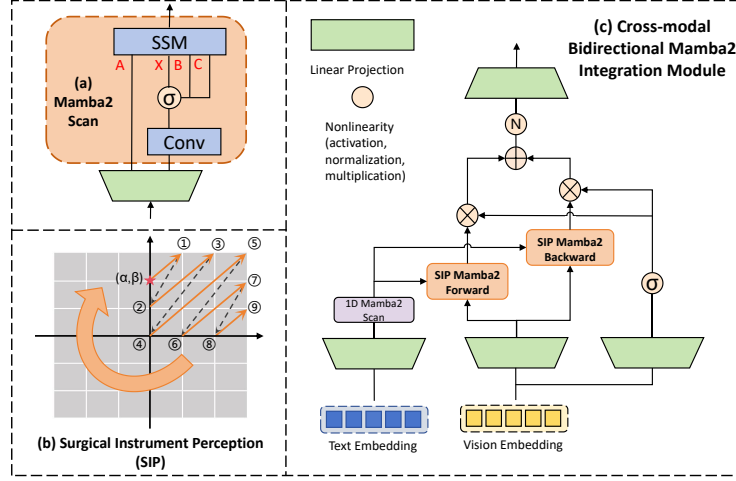 SSM
A
X
B
C
(a)
Mamba2
Scan
σ
Conv
①
③
⑤
(α,β)
⑦
②
⑨
④
⑥
⑧
(b) Surgical Instrument Perception
(SIP)
(c) Cross-modal
Bidirectional Mamba2
Integration Module
Linear Projection
Nonlinearity
(activation,
normalization,
multiplication)
N
SIP Mamba2
Backward
SIP Mamba2
Forward
σ
1D Mamba2
Scan
Text Embedding
Vision Embedding